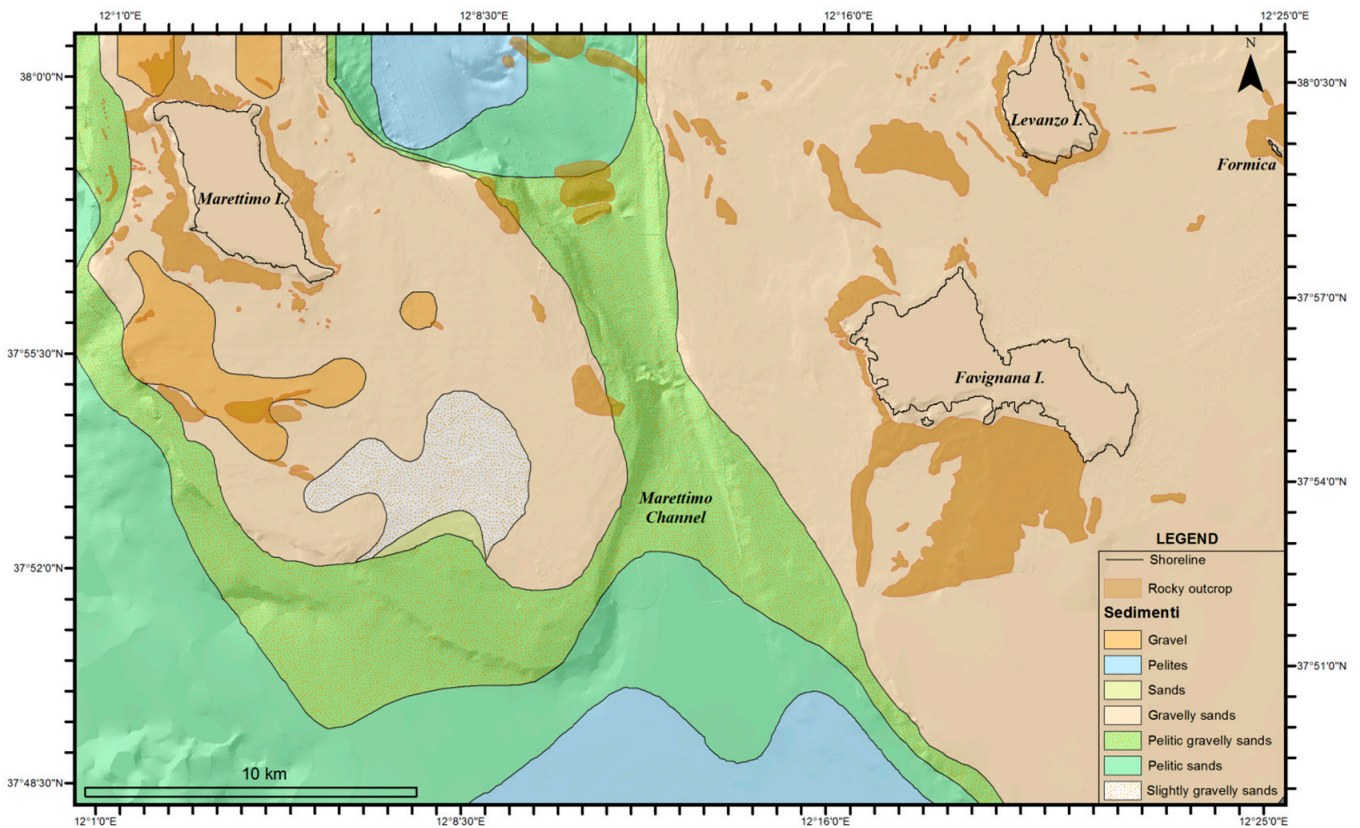 12°1'0"E
12°8'30"E
12°16'0"E
12°25'0"E
N
38°0'0"N
38°0'30"N
Levanzo I.
Formica
Marettimo I.
37°57'0"N
37°55'30"N
Favignana I.
37°54'0"N
Marettimo
Channel
37°52'0"N
LEGEND
Shoreline
Rocky outcrop
Sedimenti
Gravel
Pelites
Sands
Gravelly sands
Pelitic gravelly sands
Pelitic sands
Slightly gravelly sands
37°51'0"N
37°48'30"N
10 km
12°1'0"E
12°8'30"E
12°16'0"E
12°25'0"E